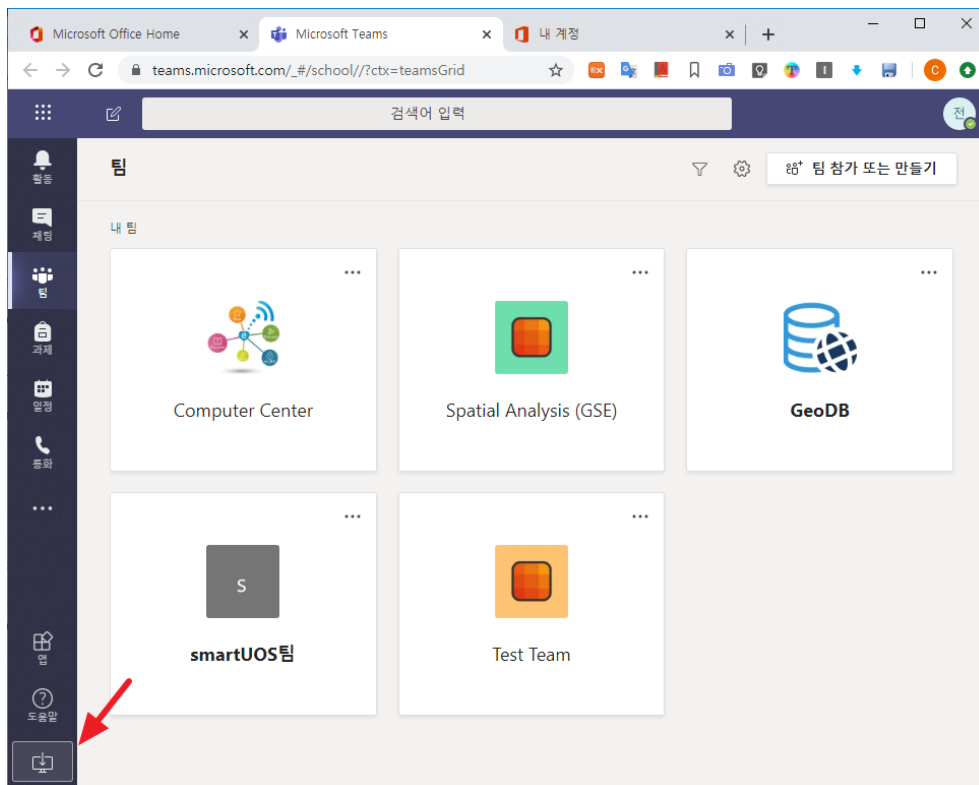 Microsoft Office Home
Microsoft Teams
내 계정
teams.microsoft.com/_#/school//?ctx=teamsGrid
검색어 입력
전
활동
채팅
팀
과제
일정
통화
앱
도움말
팀
팀 참가 또는 만들기
내 팀
Computer Center
Spatial Analysis (GSE)
GeoDB
S
smartUOS팀
Test Team